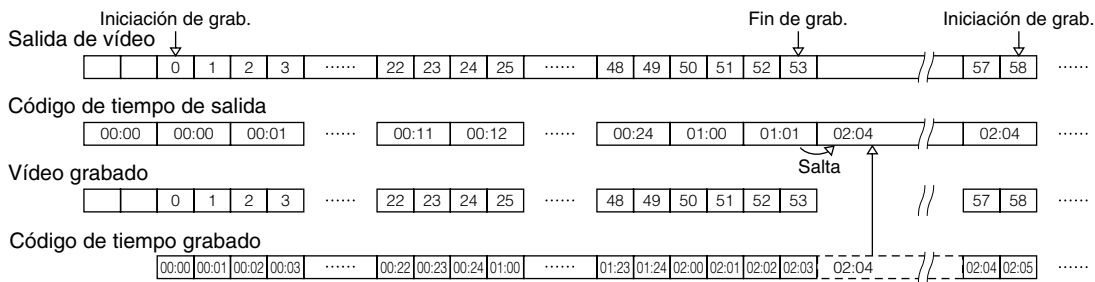 Iniciación de grab. Fin de grab. Iniciación de grab.
Salida de vídeo
0 1 2 3 ...... 22 23 24 25 ...... 48 49 50 51 52 53 57 58 ......
Código de tiempo de salida
00:00 00:00 00:01 ...... 00:11 00:12 ...... 00:24 01:00 01:01 02:04 02:04 ......
Salta
Vídeo grabado
0 1 2 3 ...... 22 23 24 25 ...... 48 49 50 51 52 53 57 58 ......
Código de tiempo grabado
00:00 00:01 00:02 00:03 ...... 00:22 00:23 00:24 01:00 ...... 01:23 01:24 02:00 02:01 02:02 02:03 02:04 02:04 02:05 ......